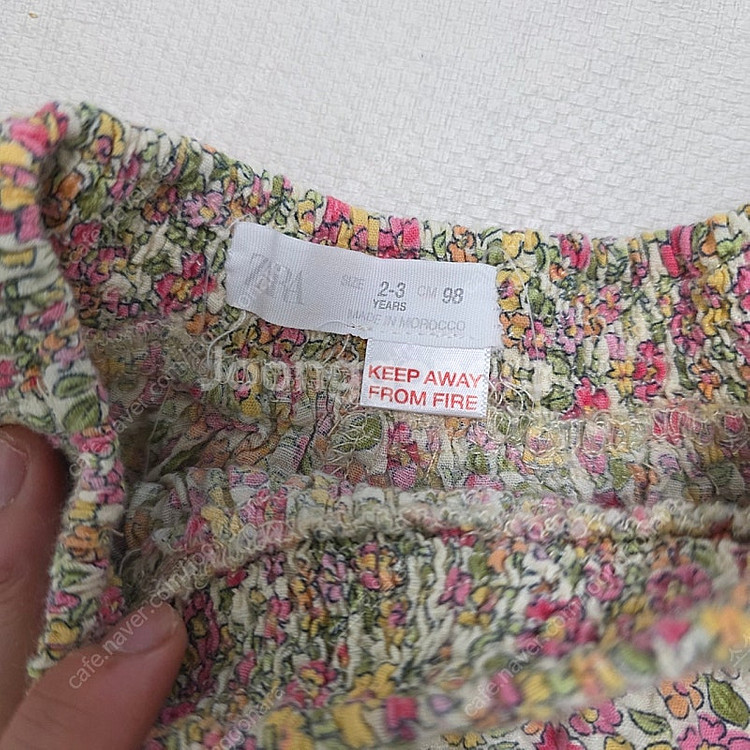 ZARA
SIZE 2-3 YEARS CM 98
MADE IN MOROCCO
KEEP AWAY
FROM FIRE